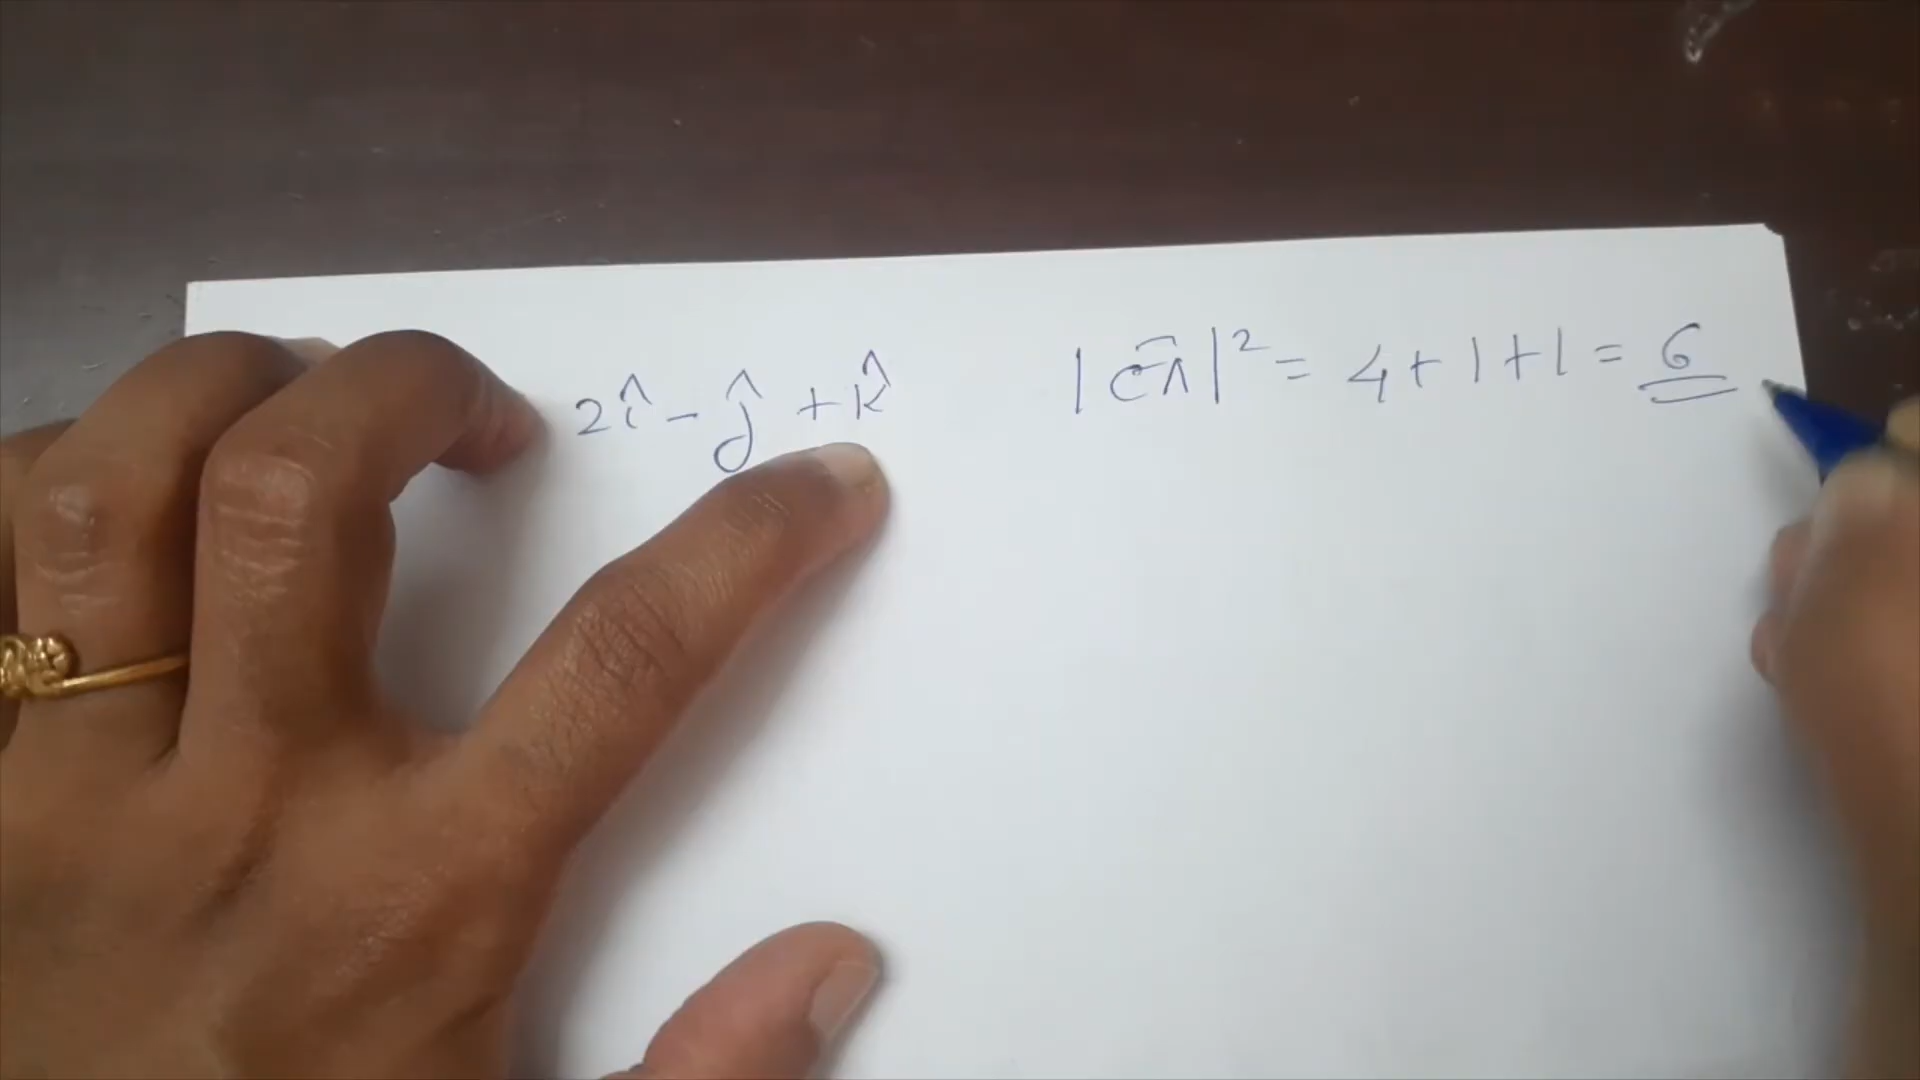 2î - ĵ + k̂
| |² = 4 + 1 + 1 = 6